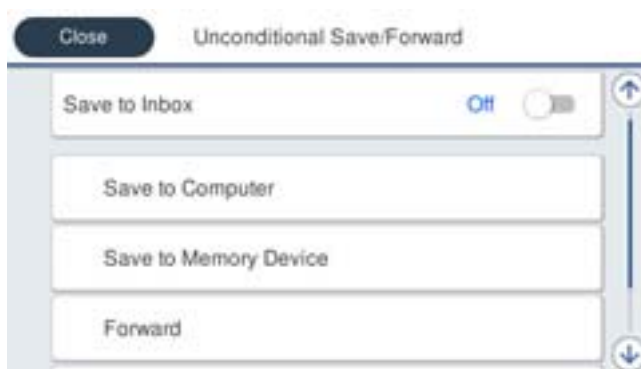 Close Unconditional Save/Forward
Save to Inbox Off
Save to Computer
Save to Memory Device
Forward